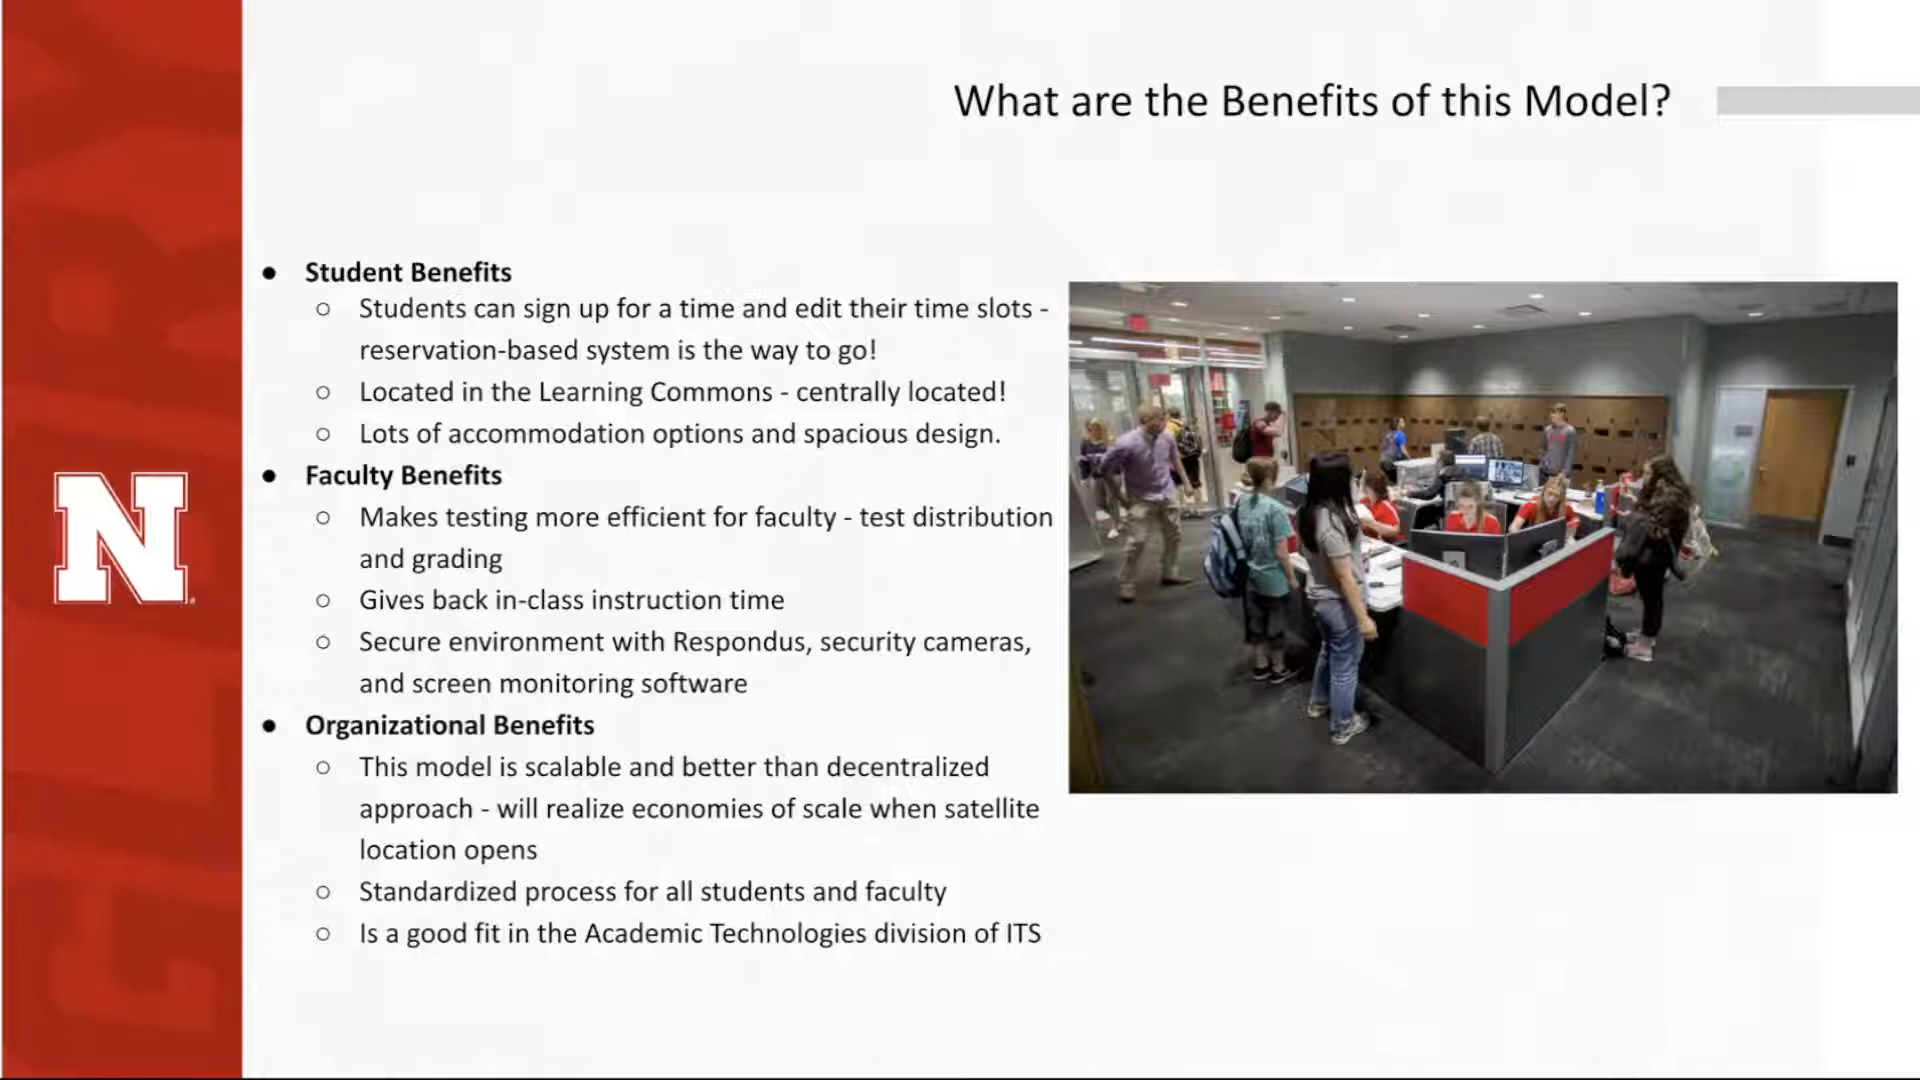 What are the Benefits of this Model?
● Student Benefits
○ Students can sign up for a time and edit their time slots -
reservation-based system is the way to go!
○ Located in the Learning Commons - centrally located!
○ Lots of accommodation options and spacious design.
● Faculty Benefits
○ Makes testing more efficient for faculty - test distribution
and grading
○ Gives back in-class instruction time
○ Secure environment with Respondus, security cameras,
and screen monitoring software
● Organizational Benefits
○ This model is scalable and better than decentralized
approach - will realize economies of scale when satellite
location opens
○ Standardized process for all students and faculty
○ Is a good fit in the Academic Technologies division of ITS
N